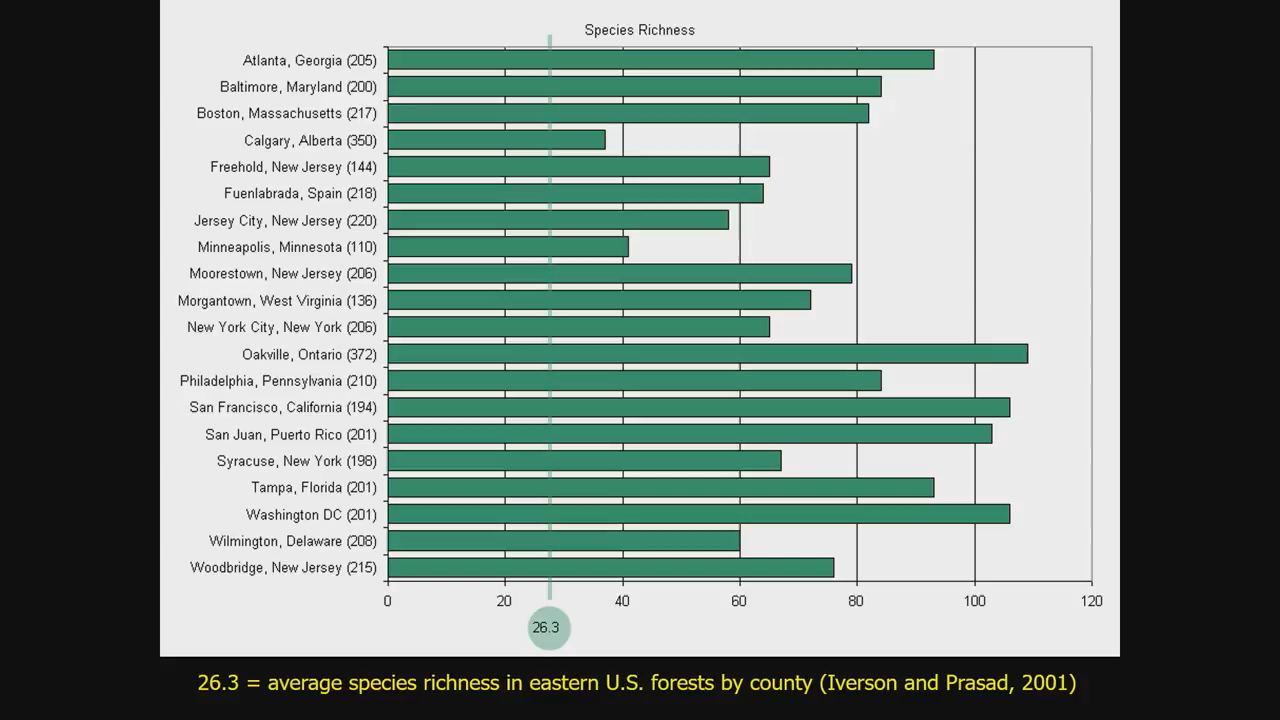 Species Richness
Atlanta, Georgia (205)
Baltimore, Maryland (200)
Boston, Massachusetts (217)
Calgary, Alberta (350)
Freehold, New Jersey (144)
Fuenlabrada, Spain (218)
Jersey City, New Jersey (220)
Minneapolis, Minnesota (110)
Moorestown, New Jersey (206)
Morgantown, West Virginia (136)
New York City, New York (206)
Oakville, Ontario (372)
Philadelphia, Pennsylvania (210)
San Francisco, California (194)
San Juan, Puerto Rico (201)
Syracuse, New York (198)
Tampa, Florida (201)
Washington DC (201)
Wilmington, Delaware (208)
Woodbridge, New Jersey (215)
0 20 40 60 80 100 120
26.3
26.3 = average species richness in eastern U.S. forests by county (Iverson and Prasad, 2001)